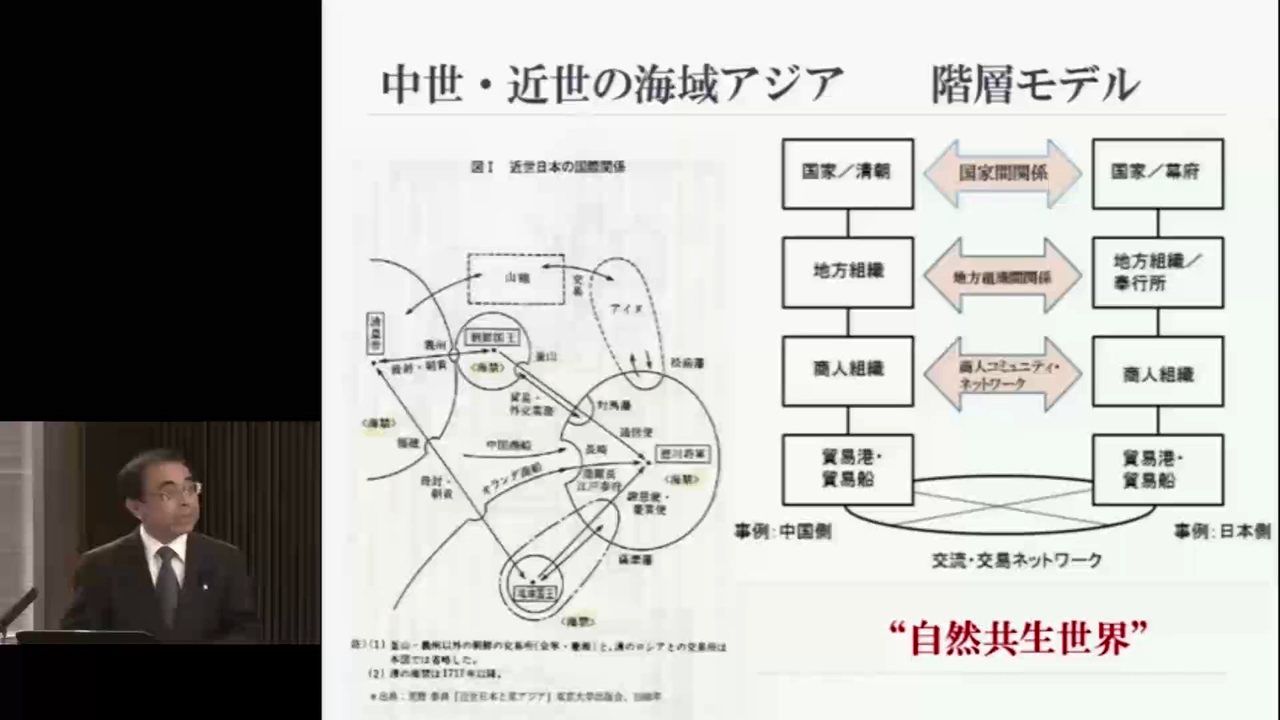 中世・近世の海域アジア 階層モデル
図I 近世日本の国際関係
山韃
交易
アイヌ
清皇帝
義州
朝鮮国王
釜山
冊封・朝貢
<海禁>
松前藩
貿易・
外交実務
対馬藩
通信使
<海禁>
福建
中国商船
長崎
徳川将軍
オランダ商船
<海禁>
冊封・
朝貢
江戸参府
謝恩使・
慶賀使
薩摩藩
琉球国王
<海禁>
注)(1) 釜山・義州以外の朝鮮の交易所(会寧・慶源)と、清のロシアとの交易所は
本図では省略した。
(2) 清の海禁は1717年以降。
*出典:荒野 泰典『近世日本と東アジア』東京大学出版会、1988年
国家/清朝
国家間関係
国家/幕府
地方組織
地方組織間関係
地方組織/
奉行所
商人組織
商人コミュニティ・
ネットワーク
商人組織
貿易港・
貿易船
貿易港・
貿易船
事例:中国側
事例:日本側
交流・交易ネットワーク
“自然共生世界”